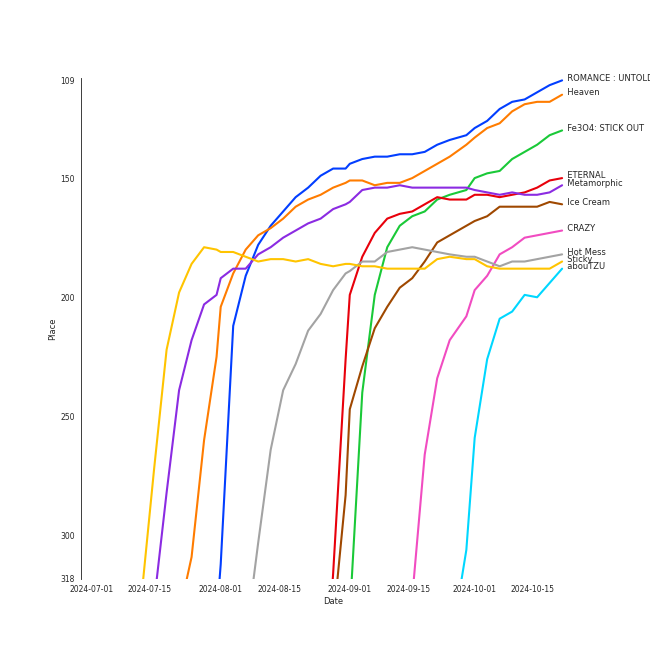 109
150
200
250
300
318
Place
2024-07-01
2024-07-15
2024-08-01
2024-08-15
2024-09-01
2024-09-15
2024-10-01
2024-10-15
Date
ROMANCE : UNTOLD
Heaven
Fe3O4: STICK OUT
ETERNAL
Metamorphic
Ice Cream
CRAZY
Hot Mess
Sticky
abouTZU